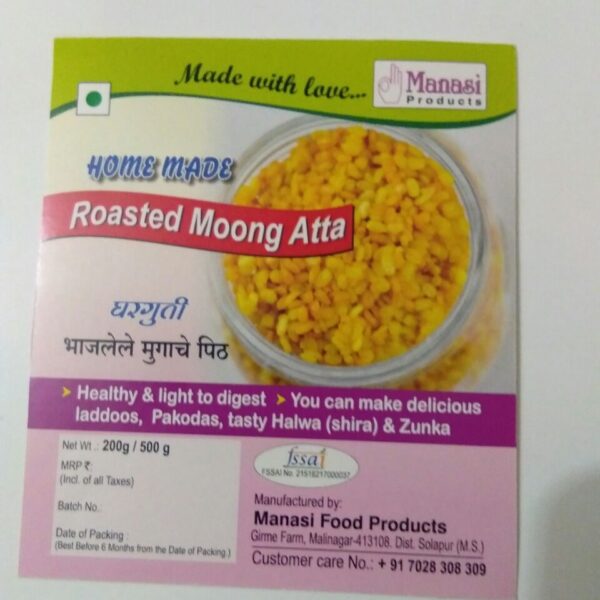 Made with love...
Manasi
Products
HOME MADE
Roasted Moong Atta
घरगुती
भाजलेले मुगाचे पिठ
Healthy & light to digest You can make delicious
laddoos, Pakodas, tasty Halwa (shira) & Zunka
Net Wt.: 200g / 500 g
MRP ₹:
(Incl. of all Taxes)
Batch No.
Date of Packing :
(Best Before 6 Months from the Date of Packing.)
fssai
FSSAI No. 21516217000037
Manufactured by:
Manasi Food Products
Girme Farm, Malinagar-413108. Dist. Solapur (M.S.)
Customer care No.: + 91 7028 308 309